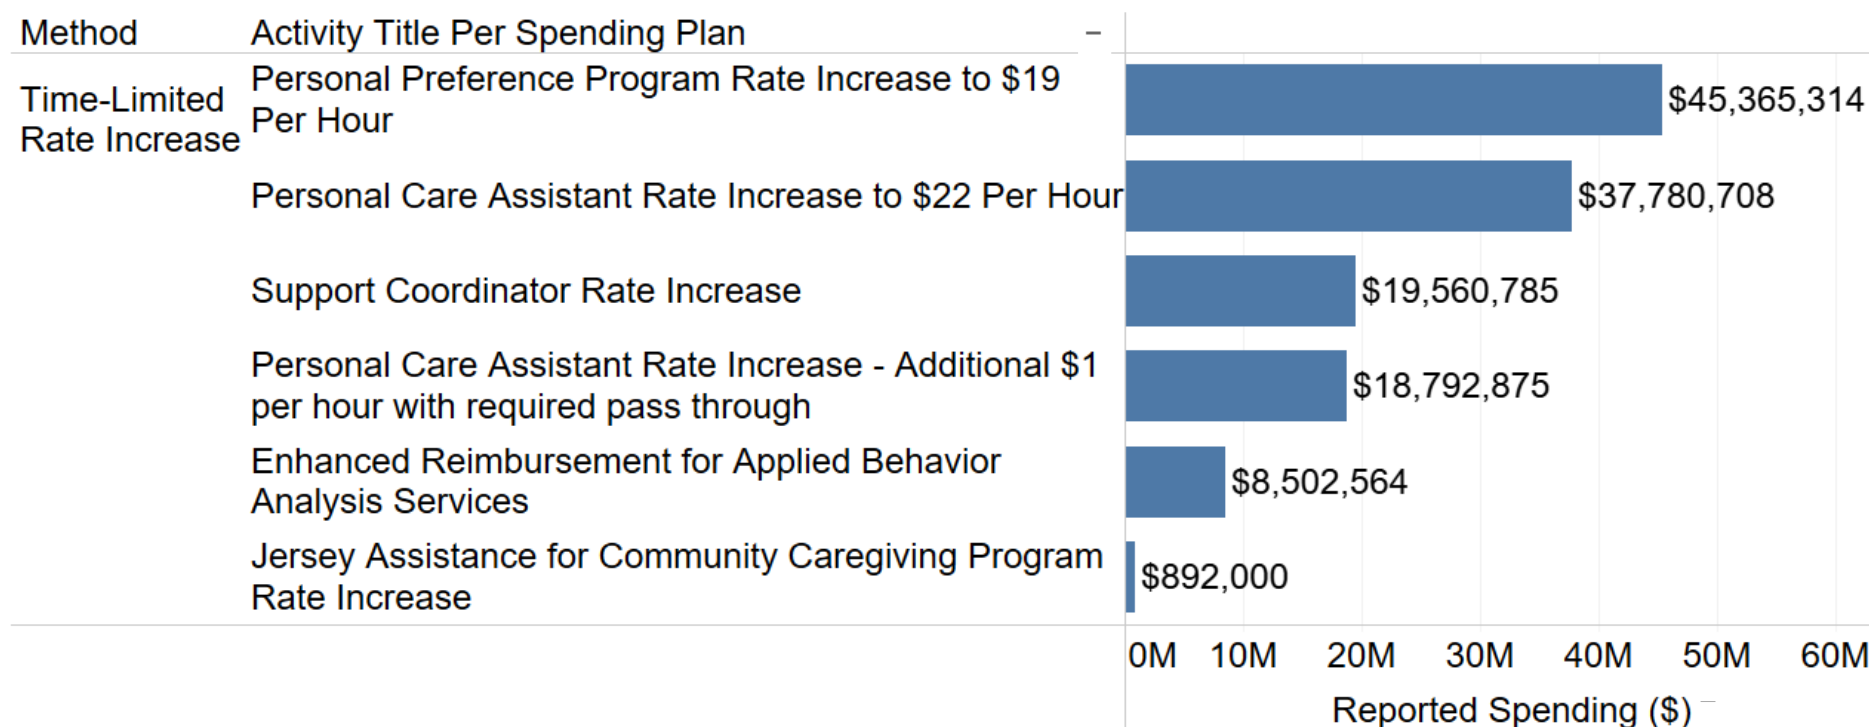 Method Activity Title Per Spending Plan
Time-Limited
Rate Increase
Personal Preference Program Rate Increase to $19
Per Hour
$45,365,314
Personal Care Assistant Rate Increase to $22 Per Hour
$37,780,708
Support Coordinator Rate Increase
$19,560,785
Personal Care Assistant Rate Increase - Additional $1
per hour with required pass through
$18,792,875
Enhanced Reimbursement for Applied Behavior
Analysis Services
$8,502,564
Jersey Assistance for Community Caregiving Program
Rate Increase
$892,000
0M 10M 20M 30M 40M 50M 60M
Reported Spending ($)